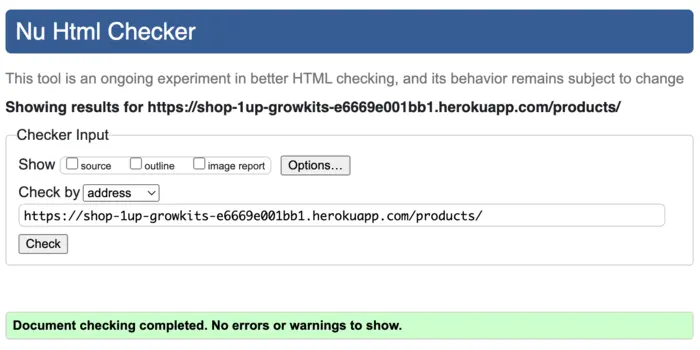 Nu Html Checker
This tool is an ongoing experiment in better HTML checking, and its behavior remains subject to change
Showing results for https://shop-1up-growkits-e6669e001bb1.herokuapp.com/products/
Checker Input
Show source outline image report Options...
Check by address
https://shop-1up-growkits-e6669e001bb1.herokuapp.com/products/
Check
Document checking completed. No errors or warnings to show.